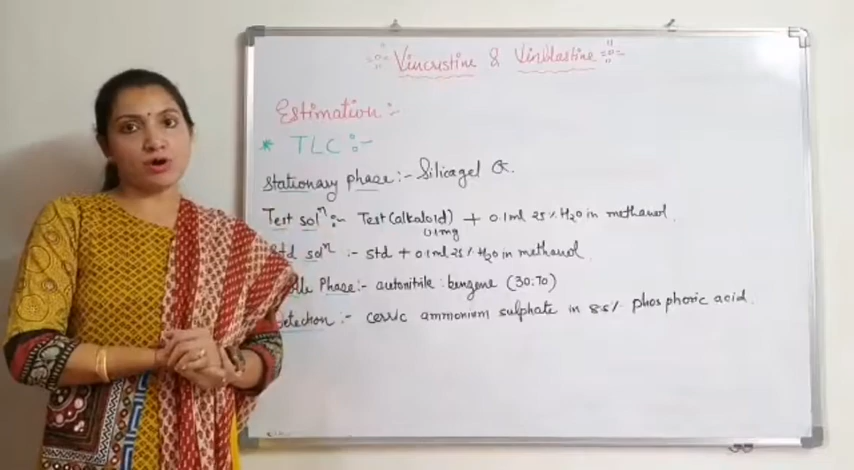 Vincristine & Vinblastine
Estimation :-
* TLC :-
Stationary phase :- Silicagel G.
Test solⁿ :- Test (alkaloid) + 0.1ml 25% H₂O in methanol.
0.1mg
Std solⁿ :- std + 0.1ml 25% H₂O in methanol.
Phase :- acetonitrile : benzene (30:70)
Detection :- cerric ammonium sulphate in 85% phosphoric acid.